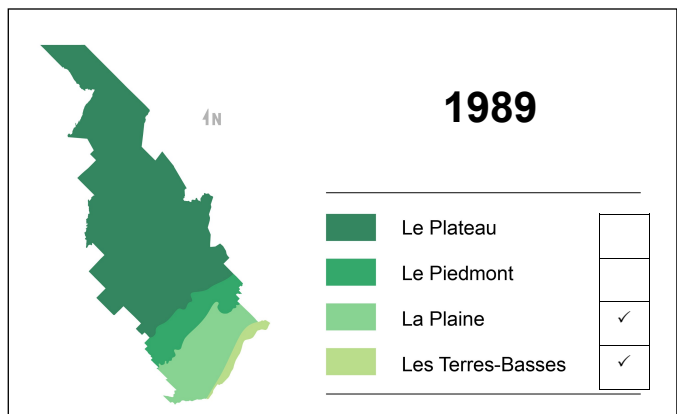 N
1989
Le Plateau
Le Piedmont
La Plaine ✓
Les Terres-Basses ✓